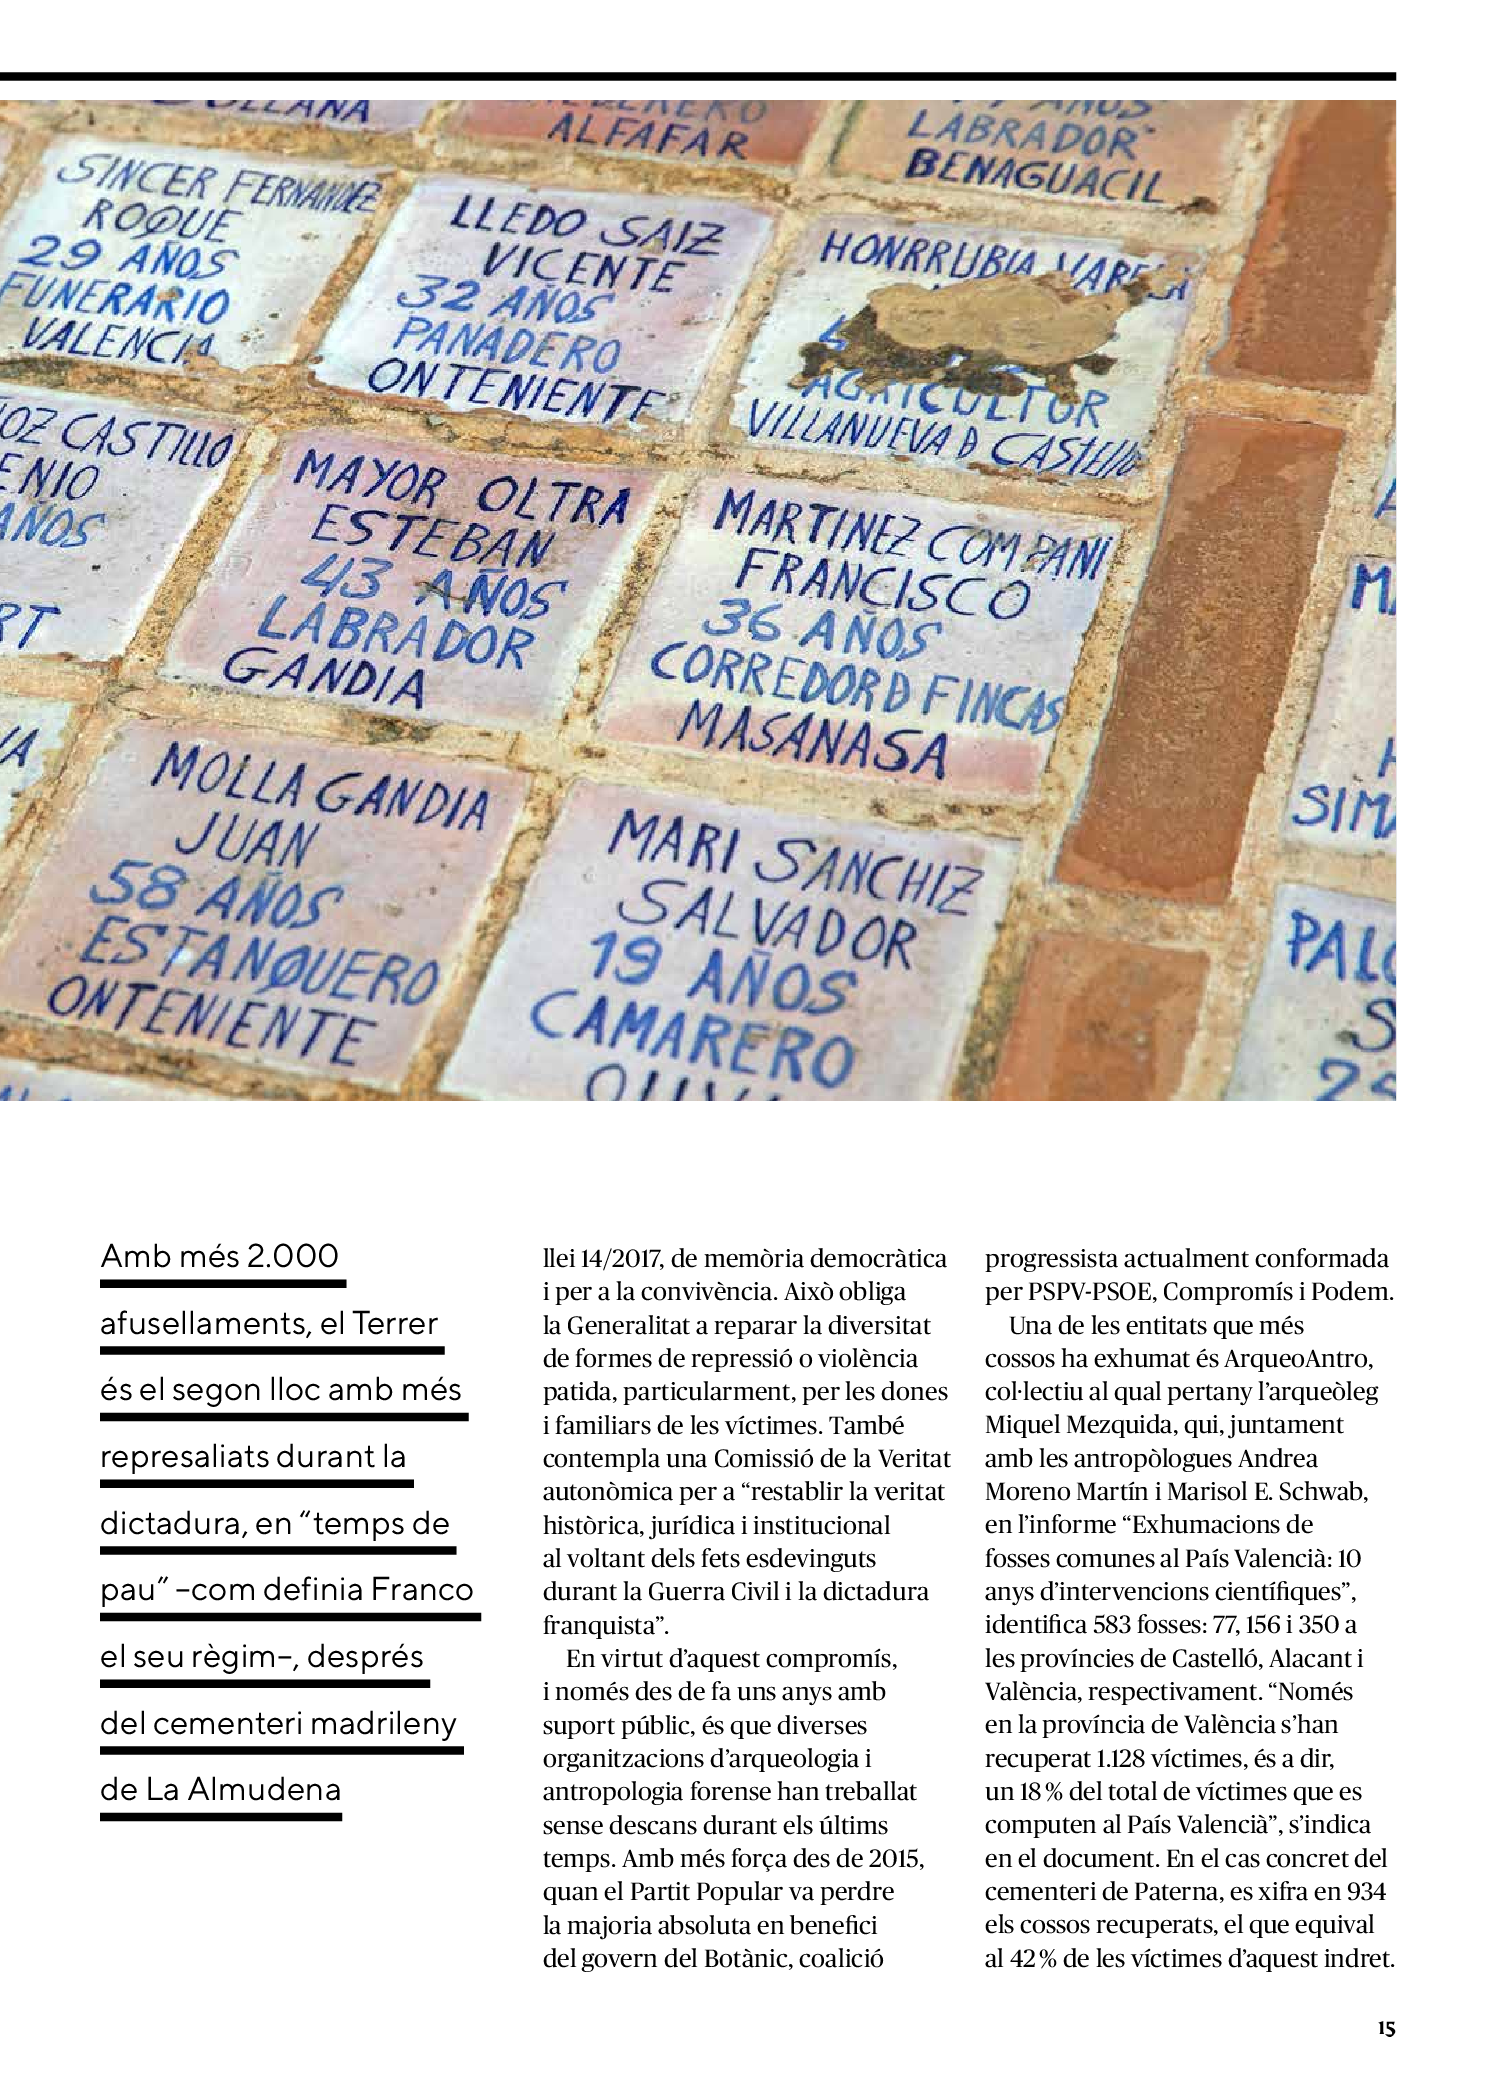 ALFAFAR
LABRADOR
BENAGUACIL
SINCER FERNANDEZ
ROQUE
29 AÑOS
FUNERARIO
VALENCIA
LLEDO SAIZ
VICENTE
32 AÑOS
PANADERO
ONTENIENTE
HONRRUBIA VAREA
AGRICULTOR
VILLANUEVA D CASTILLO
CASTILLO
AÑOS
MAYOR OLTRA
ESTEBAN
43 AÑOS
LABRADOR
GANDIA
MARTINEZ COMPANI
FRANCISCO
36 AÑOS
CORREDOR D FINCAS
MASANASA
MOLLA GANDIA
JUAN
58 AÑOS
ESTANQUERO
ONTENIENTE
MARI SANCHIZ
SALVADOR
19 AÑOS
CAMARERO
Amb més 2.000
afusellaments, el Terrer
és el segon lloc amb més
represaliats durant la
dictadura, en “temps de
pau” –com definia Franco
el seu règim–, després
del cementeri madrileny
de La Almudena
llei 14/2017, de memòria democràtica
i per a la convivència. Això obliga
la Generalitat a reparar la diversitat
de formes de repressió o violència
patida, particularment, per les dones
i familiars de les víctimes. També
contempla una Comissió de la Veritat
autonòmica per a “restablir la veritat
històrica, jurídica i institucional
al voltant dels fets esdevinguts
durant la Guerra Civil i la dictadura
franquista”.
En virtut d’aquest compromís,
i només des de fa uns anys amb
suport públic, és que diverses
organitzacions d’arqueologia i
antropologia forense han treballat
sense descans durant els últims
temps. Amb més força des de 2015,
quan el Partit Popular va perdre
la majoria absoluta en benefici
del govern del Botànic, coalició
progressista actualment conformada
per PSPV-PSOE, Compromís i Podem.
Una de les entitats que més
cossos ha exhumat és ArqueoAntro,
col·lectiu al qual pertany l’arqueòleg
Miquel Mezquida, qui, juntament
amb les antropòlogues Andrea
Moreno Martín i Marisol E. Schwab,
en l’informe “Exhumacions de
fosses comunes al País Valencià: 10
anys d’intervencions científiques”,
identifica 583 fosses: 77, 156 i 350 a
les províncies de Castelló, Alacant i
València, respectivament. “Només
en la província de València s’han
recuperat 1.128 víctimes, és a dir,
un 18 % del total de víctimes que es
computen al País Valencià”, s’indica
en el document. En el cas concret del
cementeri de Paterna, es xifra en 934
els cossos recuperats, el que equival
al 42 % de les víctimes d’aquest indret.
15